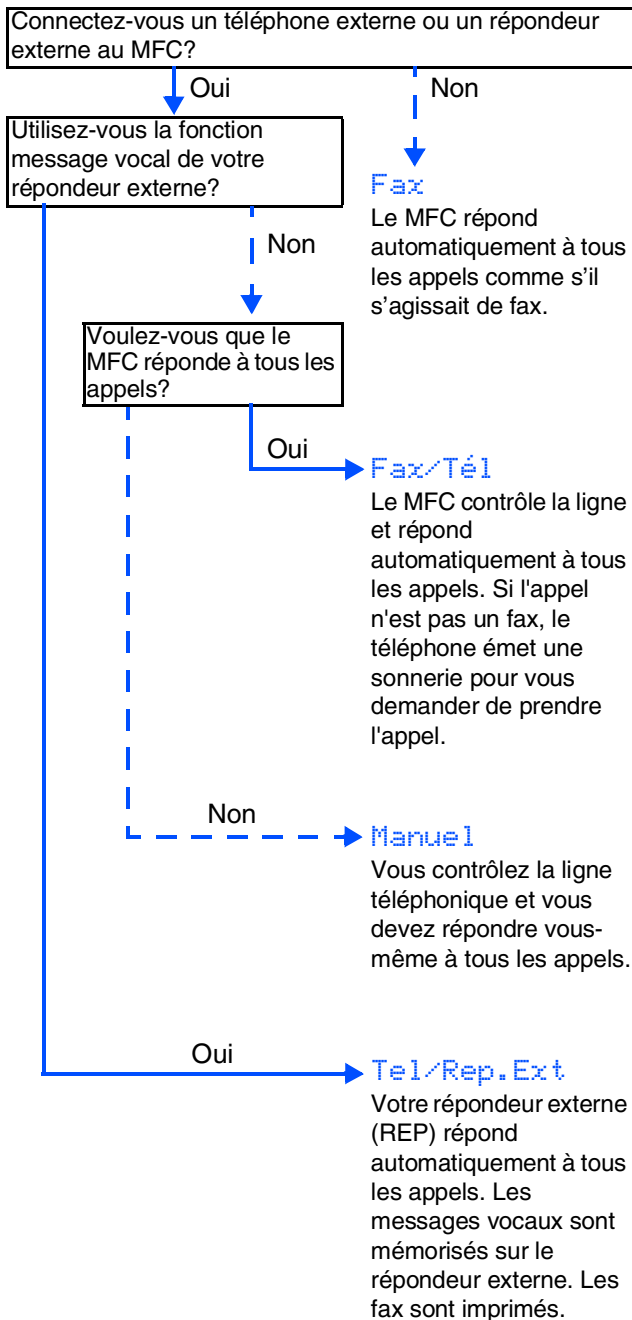 Connectez-vous un téléphone externe ou un répondeur
externe au MFC?
Oui
Non
Utilisez-vous la fonction
message vocal de votre
répondeur externe?
Fax
Le MFC répond
automatiquement à tous
les appels comme s'il
s'agissait de fax.
Non
Voulez-vous que le
MFC réponde à tous les
appels?
Oui
Fax/Tél
Le MFC contrôle la ligne
et répond
automatiquement à tous
les appels. Si l'appel
n'est pas un fax, le
téléphone émet une
sonnerie pour vous
demander de prendre
l'appel.
Non
Manuel
Vous contrôlez la ligne
téléphonique et vous
devez répondre vous-
même à tous les appels.
Oui
Tel/Rep.Ext
Votre répondeur externe
(REP) répond
automatiquement à tous
les appels. Les
messages vocaux sont
mémorisés sur le
répondeur externe. Les
fax sont imprimés.